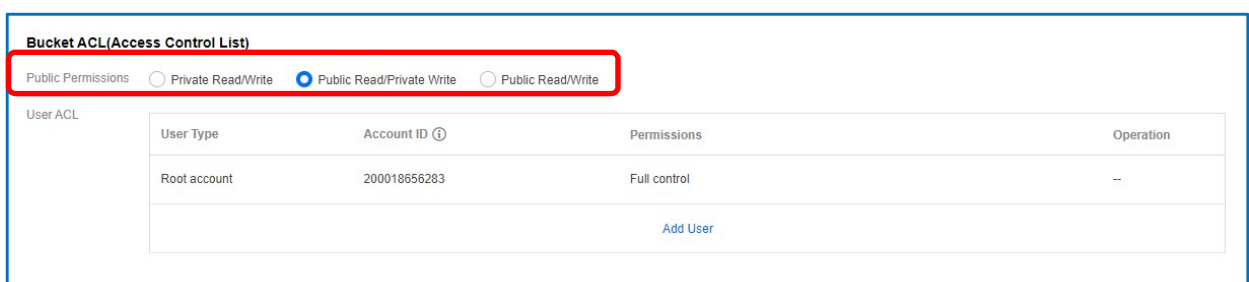 Bucket ACL(Access Control List)
Public Permissions Private Read/Write Public Read/Private Write Public Read/Write
User ACL
User Type Account ID Permissions Operation
Root account 200018656283 Full control --
Add User